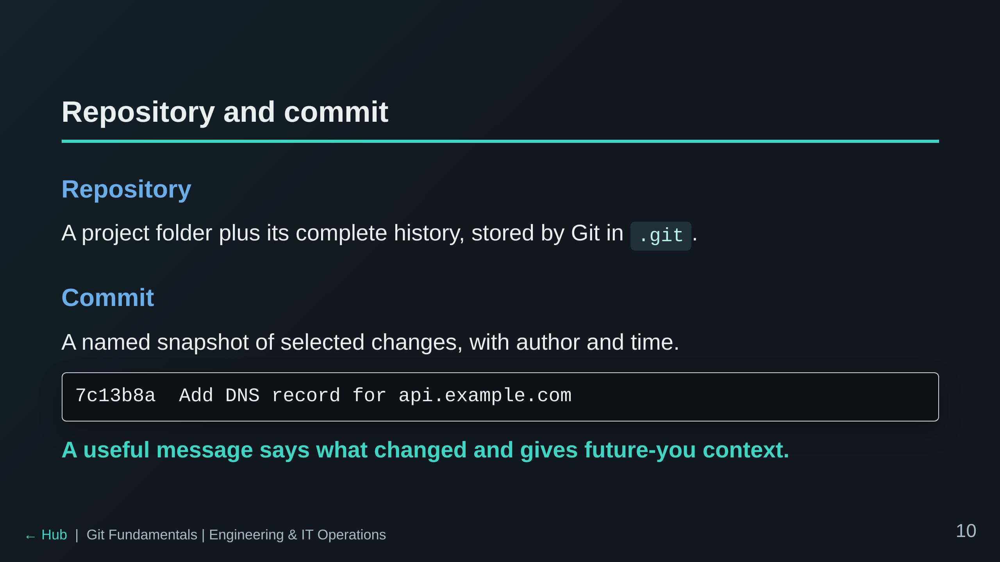 Repository and commit
Repository
A project folder plus its complete history, stored by Git in .git.
Commit
A named snapshot of selected changes, with author and time.
7c13b8a  Add DNS record for api.example.com
A useful message says what changed and gives future-you context.
← Hub | Git Fundamentals | Engineering & IT Operations
10